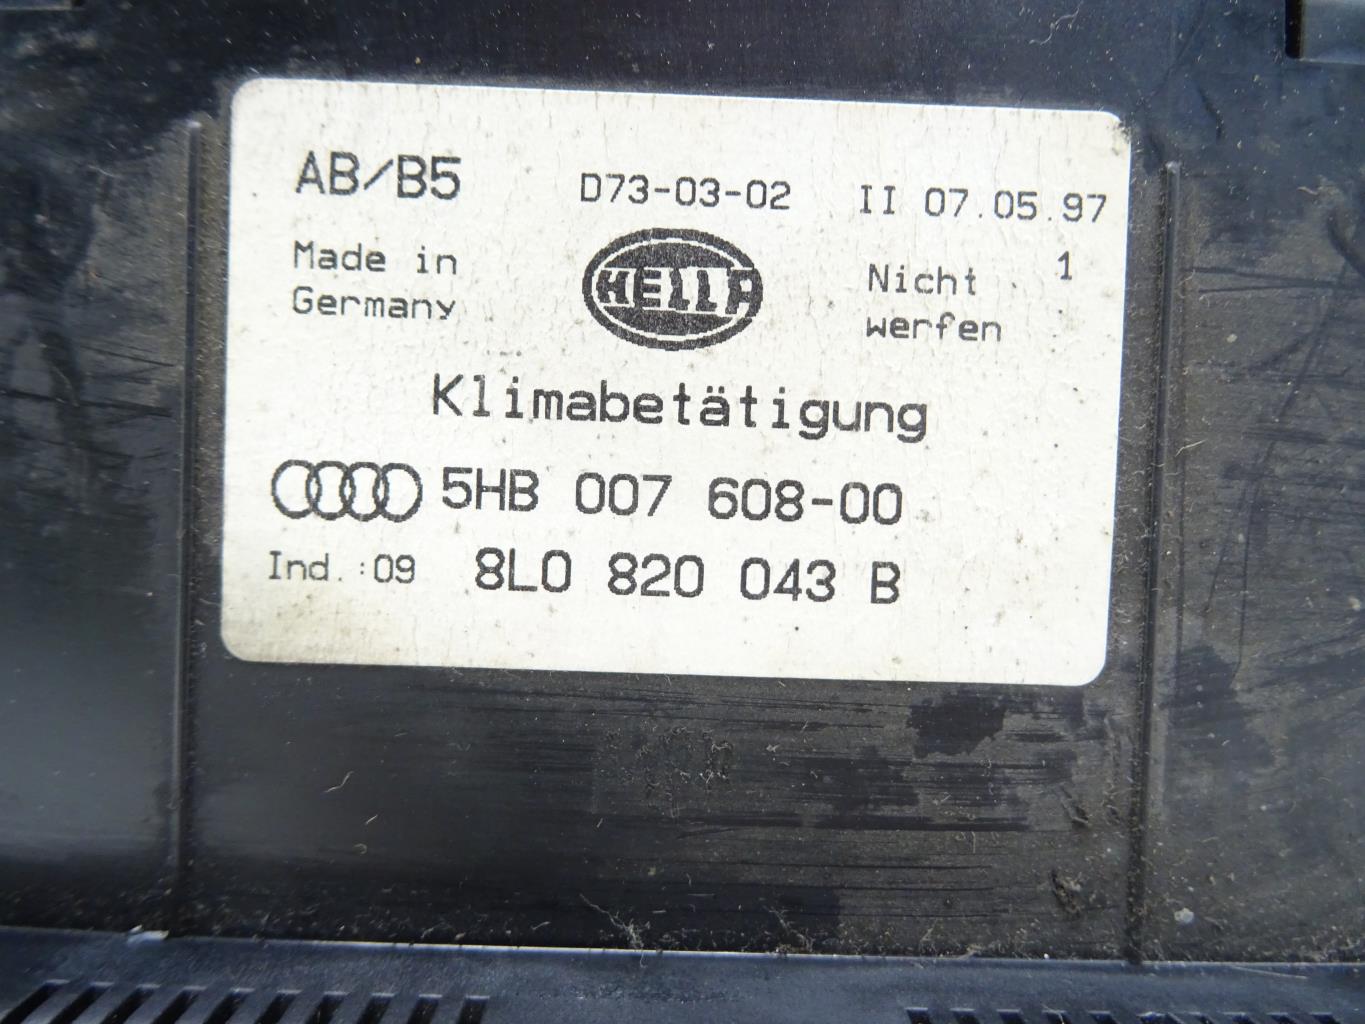 AB/B5 D73-03-02 II 07.05.97
Made in Germany HELLA Nicht werfen 1
Klimabetätigung
5HB 007 608-00
Ind.:09 8L0 820 043 B